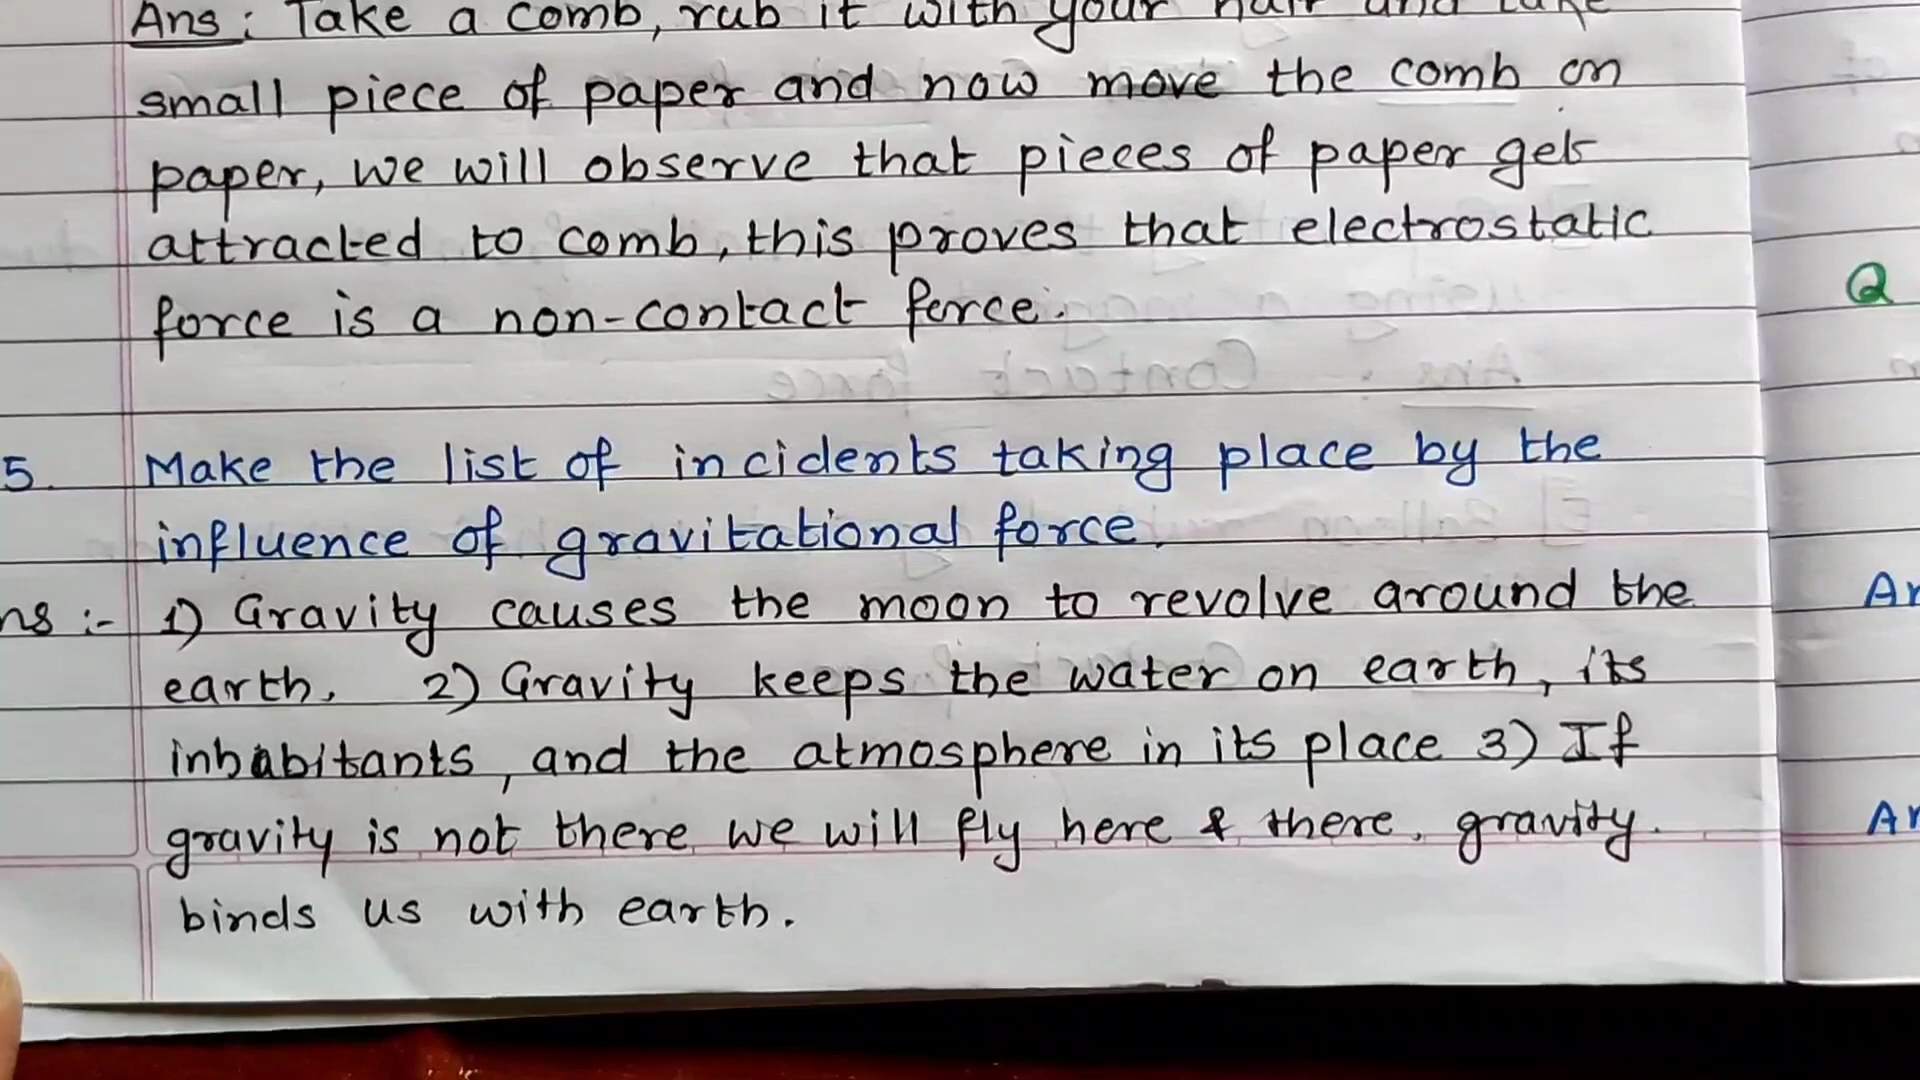 Ans: Take a comb, rub it with your hair and take
small piece of paper and now move the comb on
paper, we will observe that pieces of paper gets
attracted to comb, this proves that electrostatic
force is a non-contact force.
5. Make the list of incidents taking place by the
influence of gravitational force.
ns :- 1) Gravity causes the moon to revolve around the
earth. 2) Gravity keeps the water on earth, its
inhabitants, and the atmosphere in its place 3) If
gravity is not there we will fly here & there. gravity.
binds us with earth.
Q
An
An